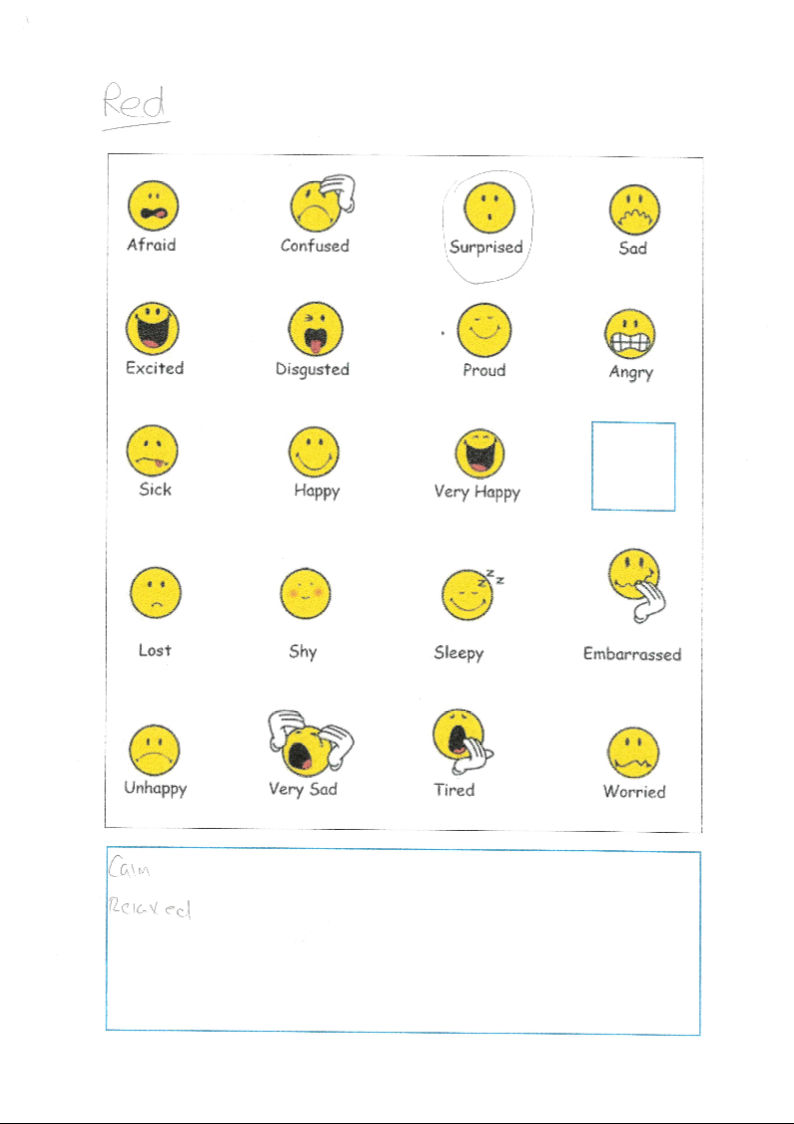 Red
Afraid Confused Surprised Sad
Excited Disgusted Proud Angry
Sick Happy Very Happy
z z z
Lost Shy Sleepy Embarrassed
Unhappy Very Sad Tired Worried
Calm
Relaxed